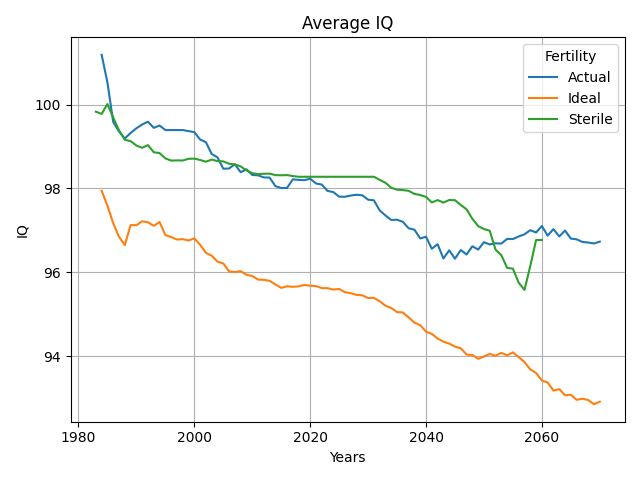 Average IQ
Fertility
Actual
Ideal
Sterile
IQ
100
98
96
94
1980
2000
2020
2040
2060
Years